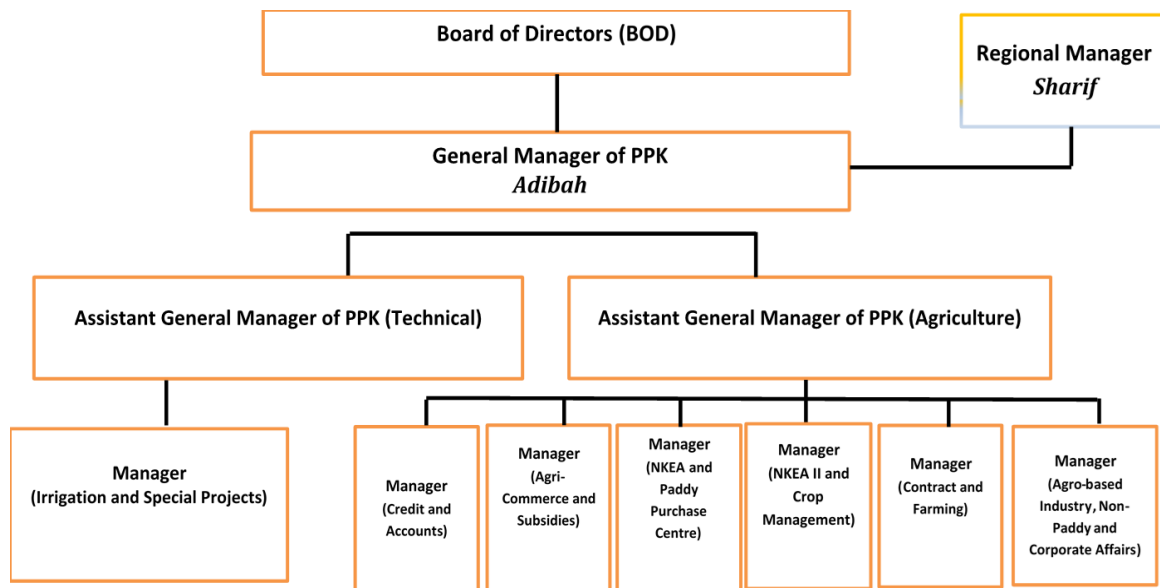 Board of Directors (BOD)
Regional Manager
Sharif
General Manager of PPK
Adibah
Assistant General Manager of PPK (Technical)
Assistant General Manager of PPK (Agriculture)
Manager
(Irrigation and Special Projects)
Manager
(Credit and
Accounts)
Manager
(Agri-
Commerce and
Subsidies)
Manager
(NKEA and
Paddy
Purchase
Centre)
Manager
(NKEA II and
Crop
Management)
Manager
(Contract and
Farming)
Manager
(Agro-based
Industry, Non-
Paddy and
Corporate Affairs)